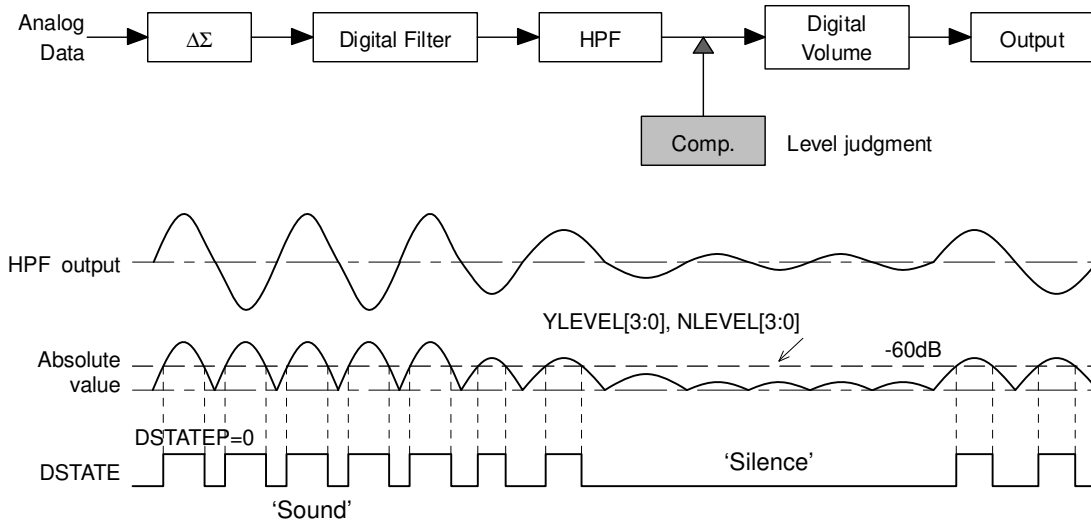 Analog
Data
ΔΣ
Digital Filter
HPF
Digital
Volume
Output
Comp.
Level judgment
HPF output
YLEVEL[3:0], NLEVEL[3:0]
Absolute
value
-60dB
DSTATEP=0
DSTATE
'Silence'
'Sound'